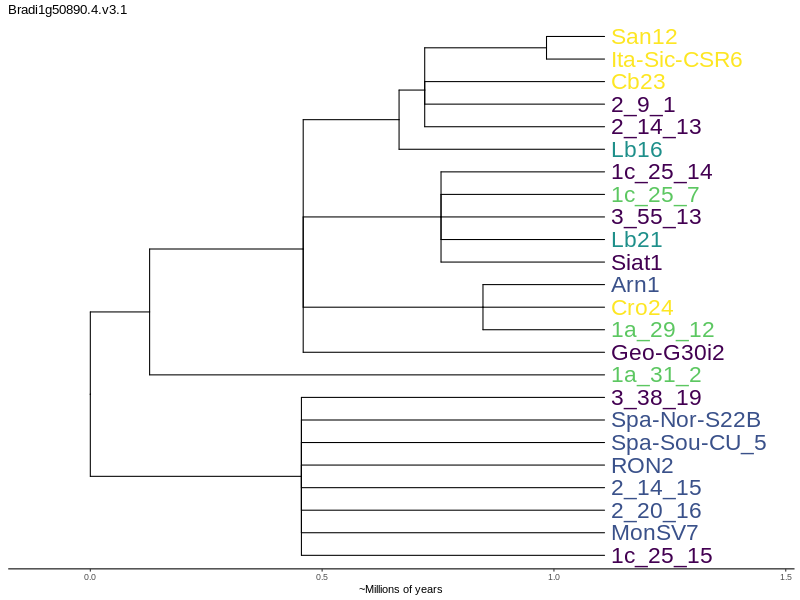 Bradi1g50890.4.v3.1
San12
Ita-Sic-CSR6
Cb23
2_9_1
2_14_13
Lb16
1c_25_14
1c_25_7
3_55_13
Lb21
Siat1
Arn1
Cro24
1a_29_12
Geo-G30i2
1a_31_2
3_38_19
Spa-Nor-S22B
Spa-Sou-CU_5
RON2
2_14_15
2_20_16
MonSV7
1c_25_15
0.0 0.5 1.0 1.5
~Millions of years